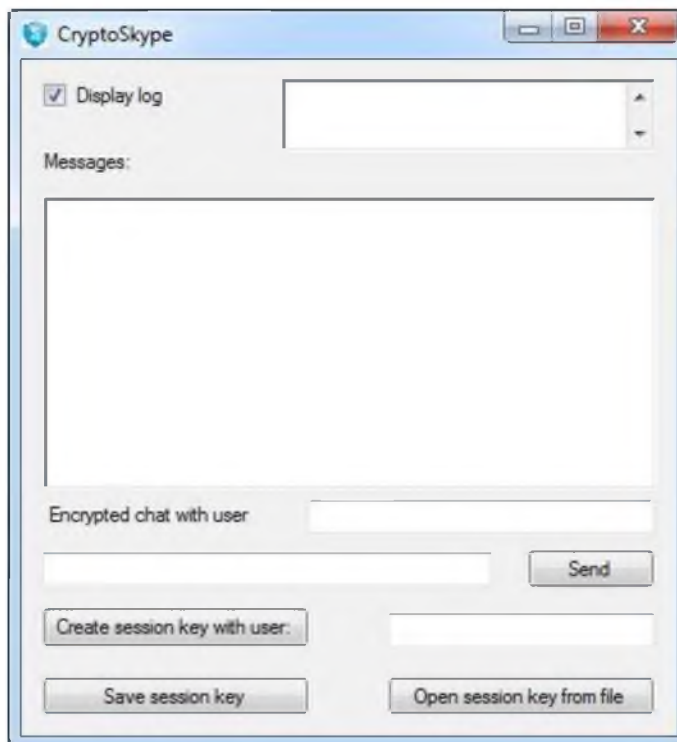 CryptoSkype
Display log
Messages:
Encrypted chat with user
Send
Create session key with user:
Save session key
Open session key from file